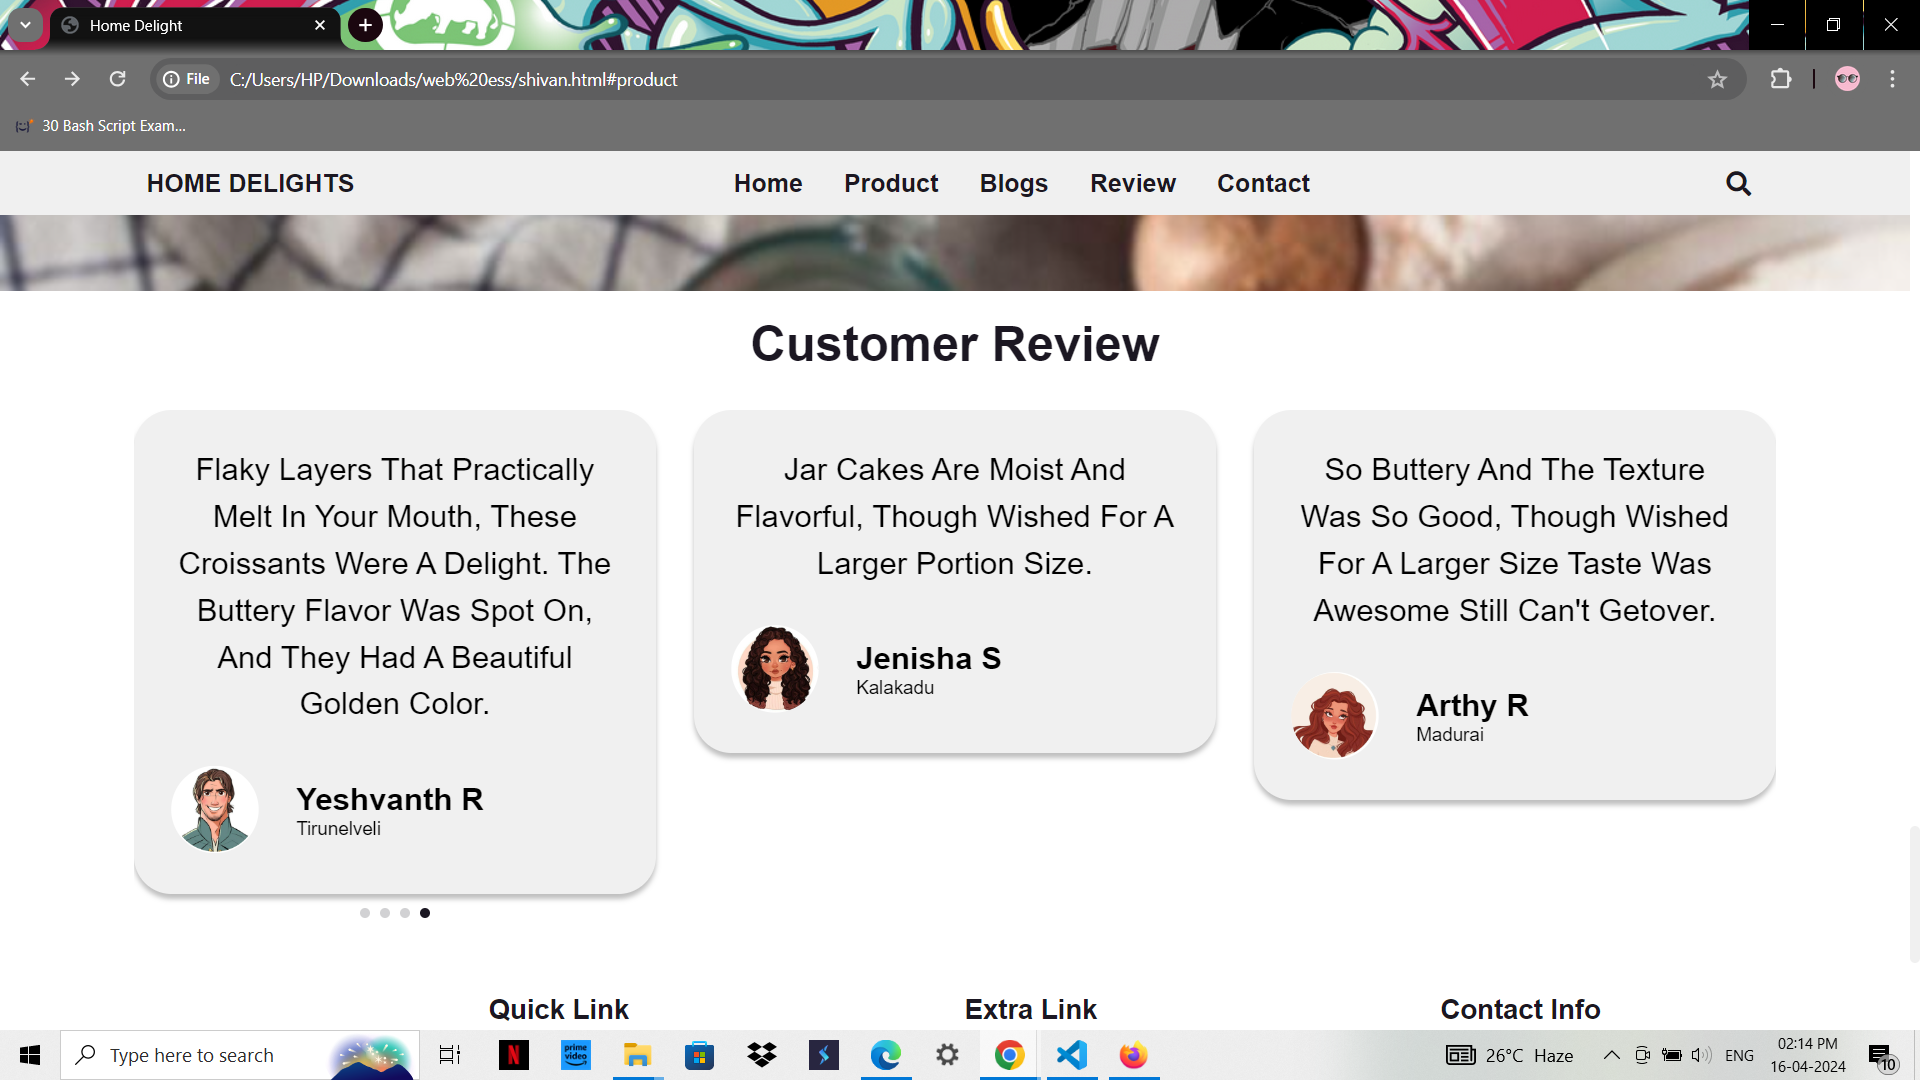 Home Delight
File
C:/Users/HP/Downloads/web%20ess/shivan.html#product
30 Bash Script Exam...
HOME DELIGHTS
Home
Product
Blogs
Review
Contact
Customer Review
Flaky Layers That Practically
Melt In Your Mouth, These
Croissants Were A Delight. The
Buttery Flavor Was Spot On,
And They Had A Beautiful
Golden Color.
Yeshvanth R
Tirunelveli
Jar Cakes Are Moist And
Flavorful, Though Wished For A
Larger Portion Size.
Jenisha S
Kalakadu
So Buttery And The Texture
Was So Good, Though Wished
For A Larger Size Taste Was
Awesome Still Can't Getover.
Arthy R
Madurai
Quick Link
Extra Link
Contact Info
Type here to search
N
prime
video
26°C Haze
ENG
02:14 PM
16-04-2024
10